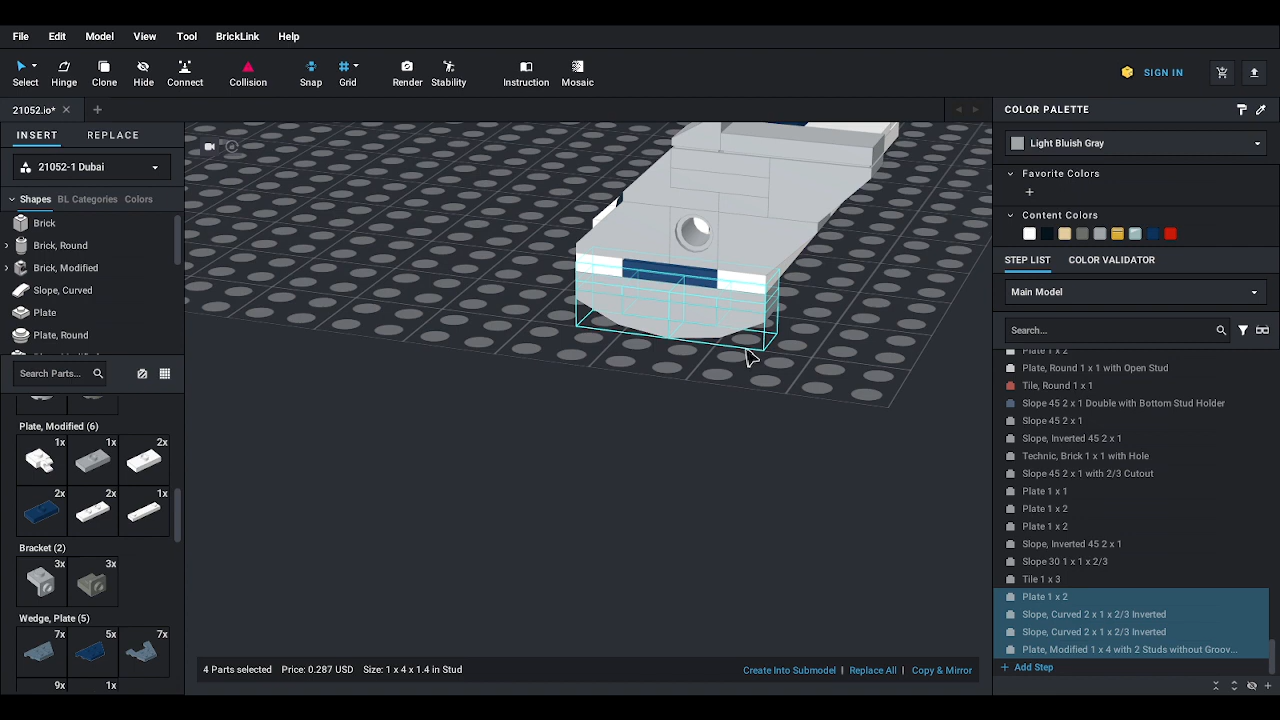 File Edit Model View Tool BrickLink Help
Select Hinge Clone Hide Connect Collision Snap Grid Render Stability Instruction Mosaic
SIGN IN
21052.io*
INSERT REPLACE
21052-1 Dubai
Shapes BL Categories Colors
Brick
Brick, Round
Brick, Modified
Slope, Curved
Plate
Plate, Round
Search Parts...
Plate, Modified (6)
1x 1x 2x
2x 2x 1x
Bracket (2)
3x 3x
Wedge, Plate (5)
7x 5x 7x
9x 1x
4 Parts selected Price: 0.287 USD Size: 1 x 4 x 1.4 in Stud
Create Into Submodel | Replace All | Copy & Mirror
COLOR PALETTE
Light Bluish Gray
Favorite Colors
Content Colors
STEP LIST COLOR VALIDATOR
Main Model
Search...
Plate 1 x 2
Plate, Round 1 x 1 with Open Stud
Tile, Round 1 x 1
Slope 45 2 x 1 Double with Bottom Stud Holder
Slope 45 2 x 1
Slope, Inverted 45 2 x 1
Technic, Brick 1 x 1 with Hole
Slope 45 2 x 1 with 2/3 Cutout
Plate 1 x 1
Plate 1 x 2
Plate 1 x 2
Slope, Inverted 45 2 x 1
Slope 30 1 x 1 x 2/3
Tile 1 x 3
Plate 1 x 2
Slope, Curved 2 x 1 x 2/3 Inverted
Slope, Curved 2 x 1 x 2/3 Inverted
Plate, Modified 1 x 4 with 2 Studs without Groov...
+ Add Step